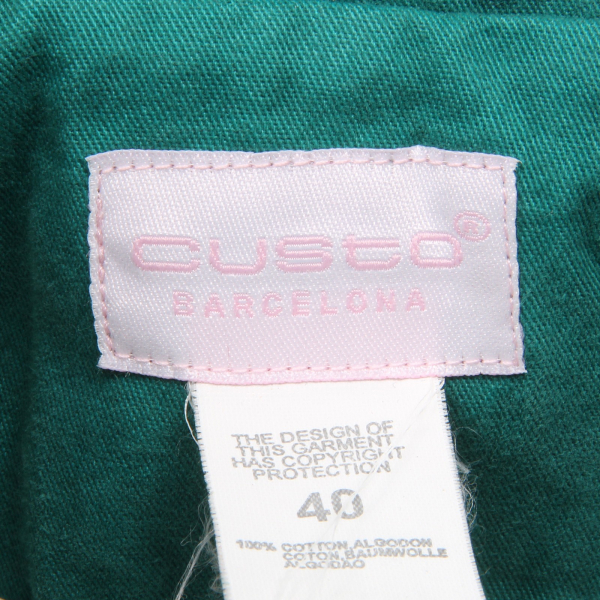 custo®
BARCELONA
THE DESIGN OF
THIS GARMENT
HAS COPYRIGHT
PROTECTION
40
100% COTTON,ALGODON
COTON,BAUMWOLLE
ALGODAO